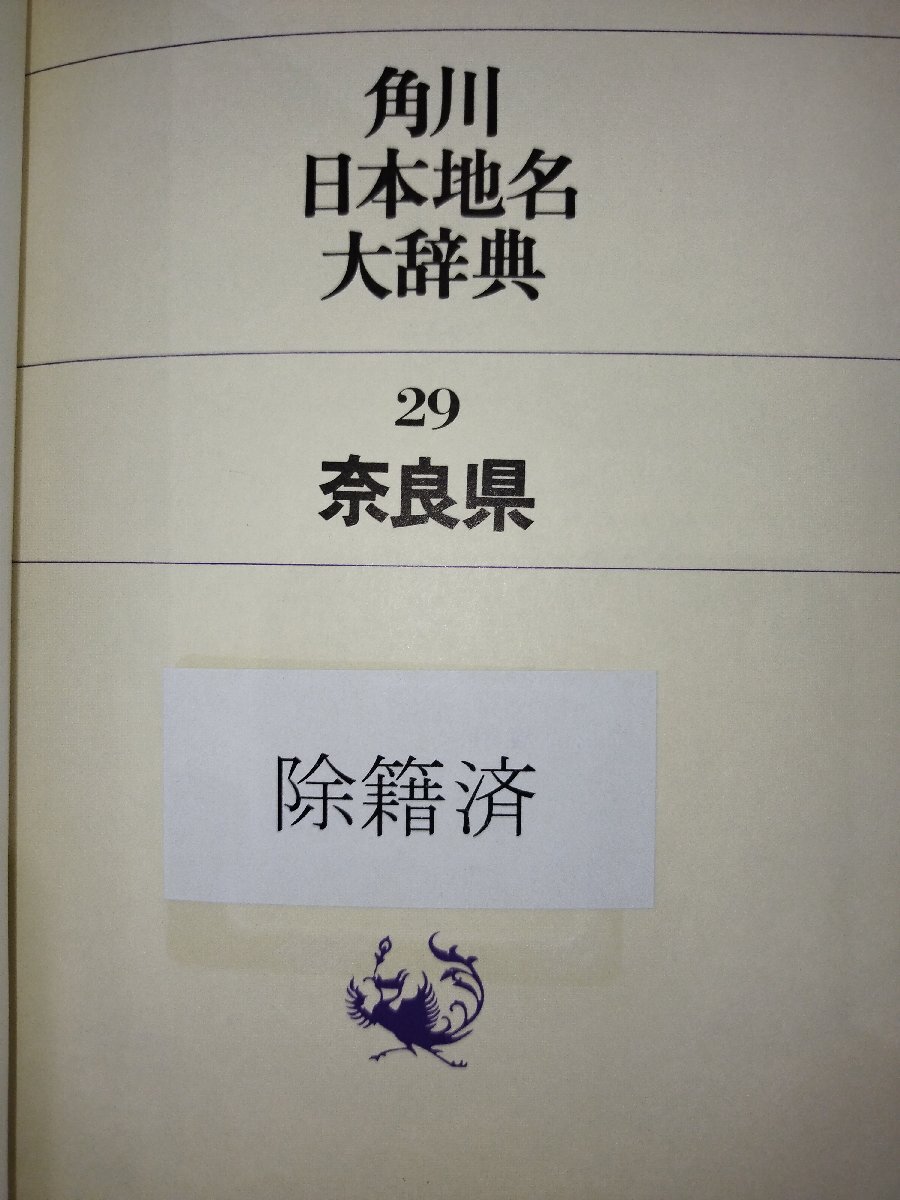 角川
日本地名
大辞典
29
奈良県
除籍済